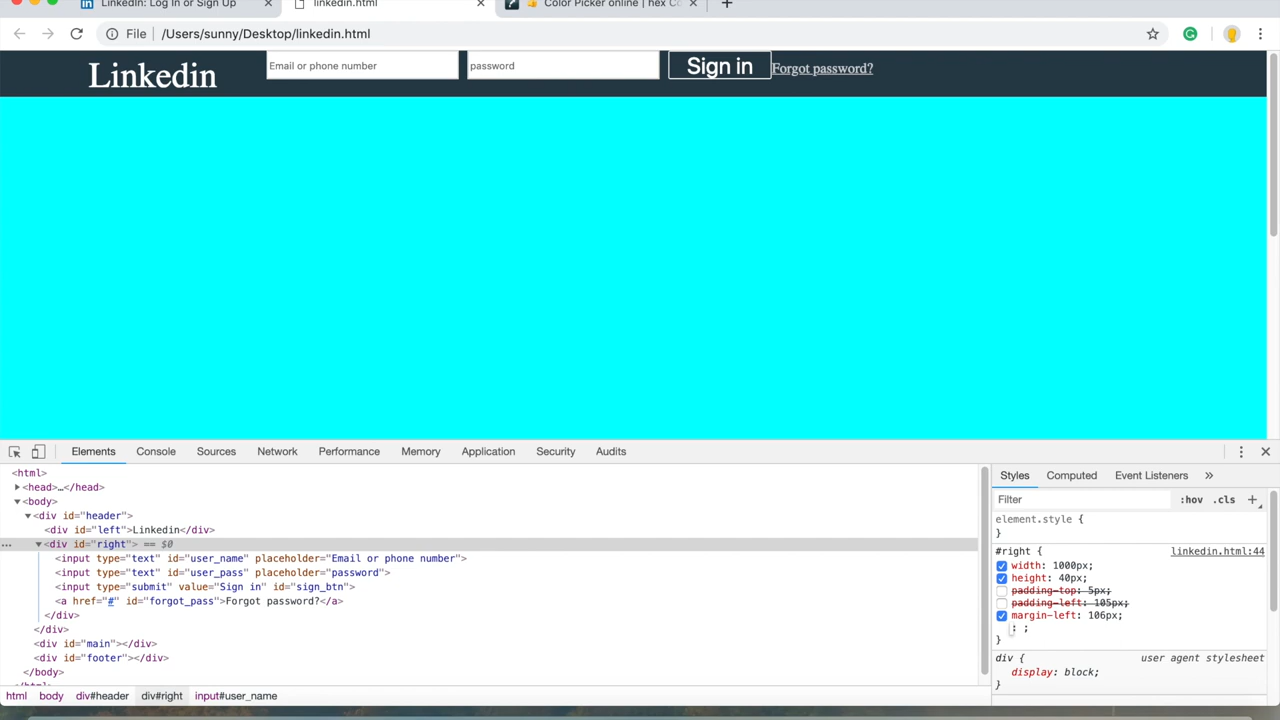 LinkedIn: Log In or Sign Up
linkedin.html
Color Picker online | hex Co
File /Users/sunny/Desktop/linkedin.html
Linkedin Email or phone number password Sign in Forgot password?
Elements Console Sources Network Performance Memory Application Security Audits
<html>
<head>…</head>
<body>
<div id="header">
<div id="left">Linkedin</div>
<div id="right"> == $0
<input type="text" id="user_name" placeholder="Email or phone number">
<input type="text" id="user_pass" placeholder="password">
<input type="submit" value="Sign in" id="sign_btn">
<a href="#" id="forgot_pass">Forgot password?</a>
</div>
</div>
<div id="main"></div>
<div id="footer"></div>
</body>
html body div#header div#right input#user_name
Styles Computed Event Listeners »
Filter :hov .cls +
element.style {
}
#right { linkedin.html:44
width: 1000px;
height: 40px;
padding-top: 5px;
padding-left: 105px;
margin-left: 106px;
: ;
}
div { user agent stylesheet
display: block;
}